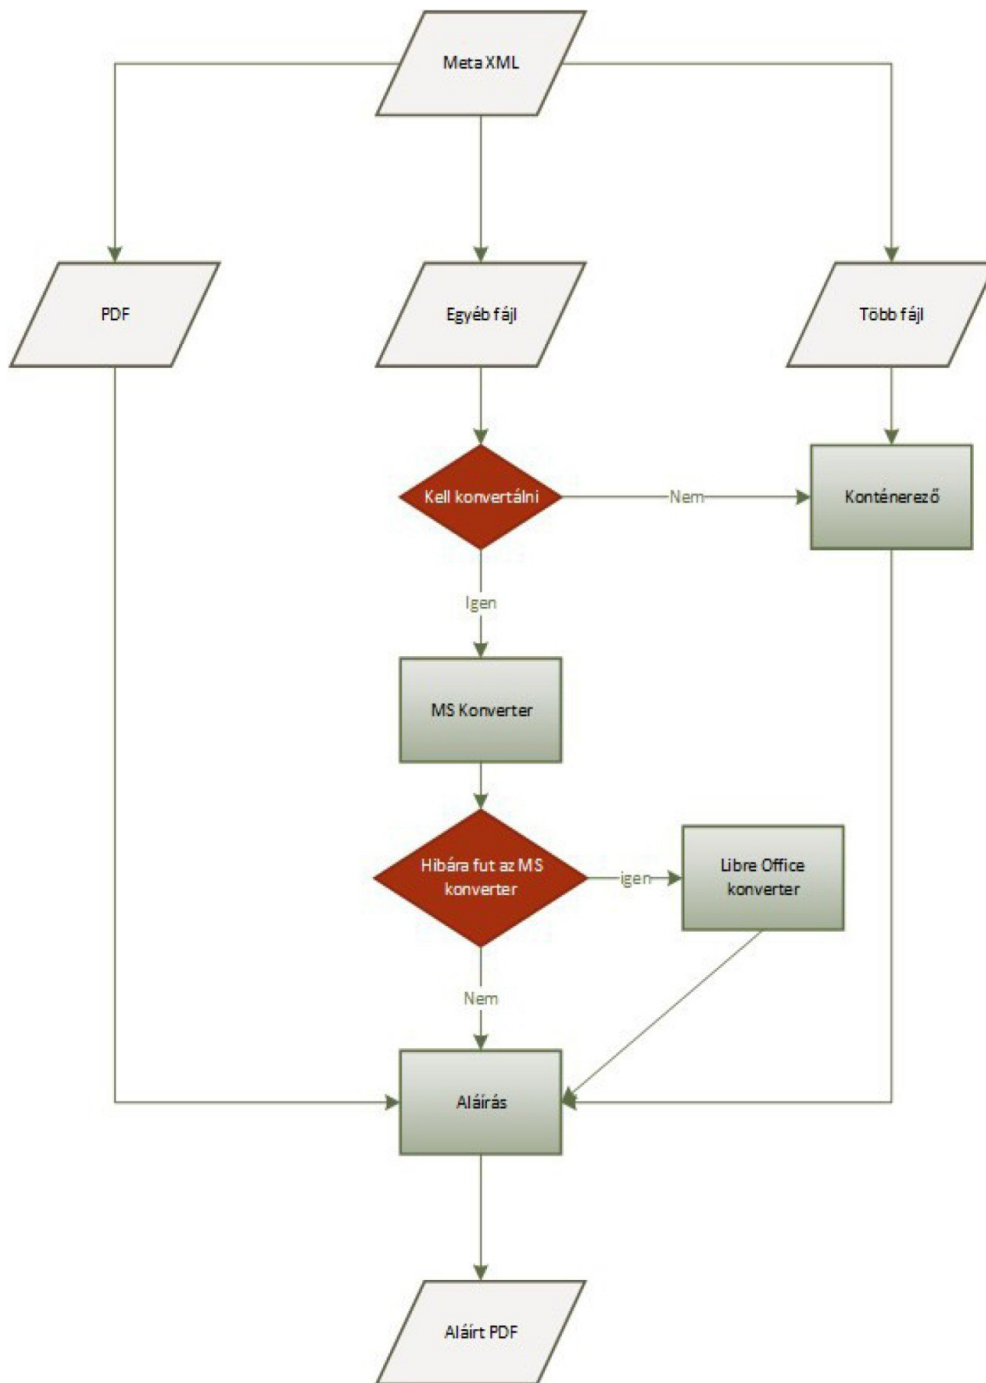 Meta XML
PDF
Egyéb fájl
Több fájl
Kell konvertálni
Nem
Konténerező
Igen
MS Konverter
Hibára fut az MS
konverter
igen
Libre Office
konverter
Nem
Aláírás
Aláírt PDF